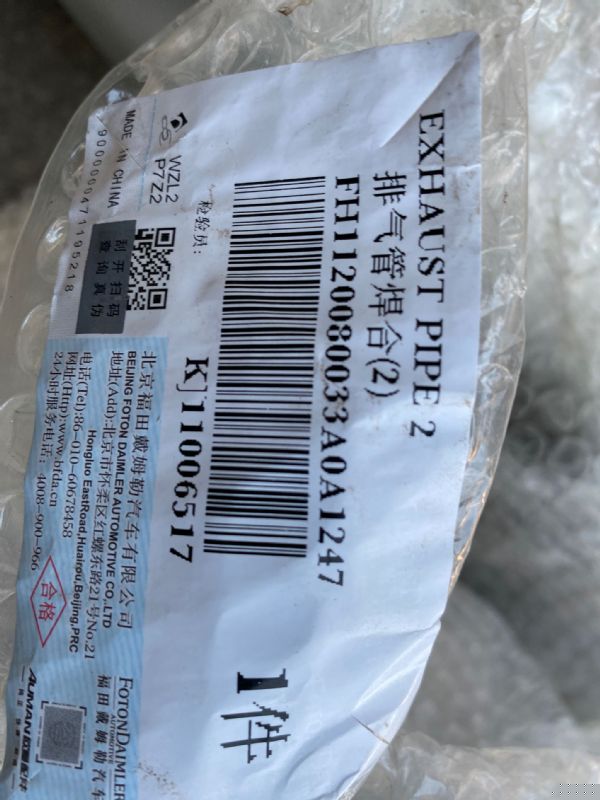 EXHAUST PIPE 2
排气管焊合(2)
FH1120080033A0A1247
KJ11006517
1件
检验员:
WZL2
P7Z2
MADE IN CHINA
9000000471195218
刮开扫码
查询真伪
北京福田戴姆勒汽车有限公司
BEIJING FOTON DAIMLER AUTOMOTIVE CO,.LTD
地址(Add):北京市怀柔区红螺东路21号No.21
Hongluo EastRoad,Huairou,Beijing,PRC
电话(Tel):86-010-60678458
网址(Http):www.bfda.cn
24小时服务电话: 4008-900-966
合格
FOTONDAIMLER
AUTOMOTIVE
福田戴姆勒汽车
AUMAN